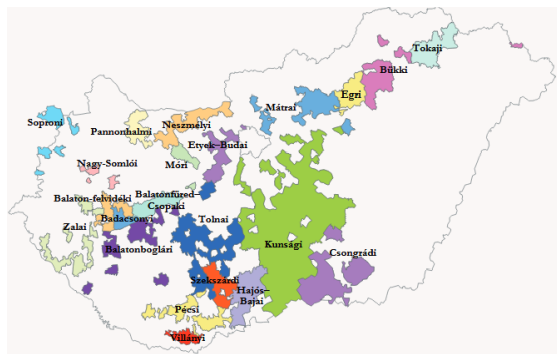 Tokaji
Bükki
Egri
Mátrai
Soproni
Neszmélyi
Pannonhalmi
Etyek–Budai
Nagy-Somlói
Móri
Balaton-felvidéki
Balatonfüred–
Csopaki
Badacsonyi
Tolnai
Zalai
Balatonboglári
Kunsági
Csongrádi
Szekszárdi
Hajós–
Bajai
Pécsi
Villányi